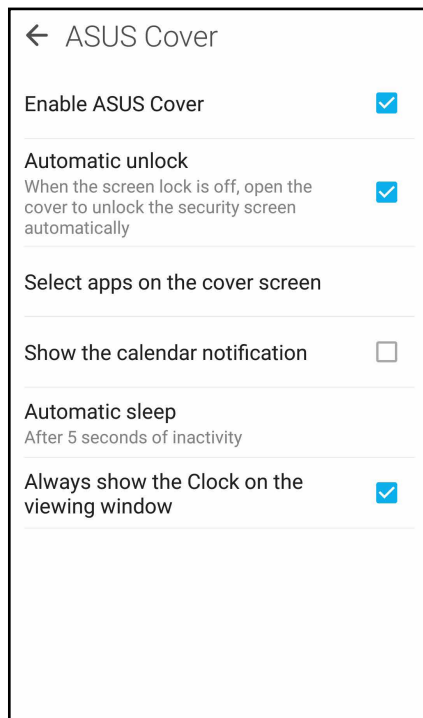 ASUS Cover
Enable ASUS Cover
Automatic unlock
When the screen lock is off, open the
cover to unlock the security screen
automatically
Select apps on the cover screen
Show the calendar notification
Automatic sleep
After 5 seconds of inactivity
Always show the Clock on the
viewing window